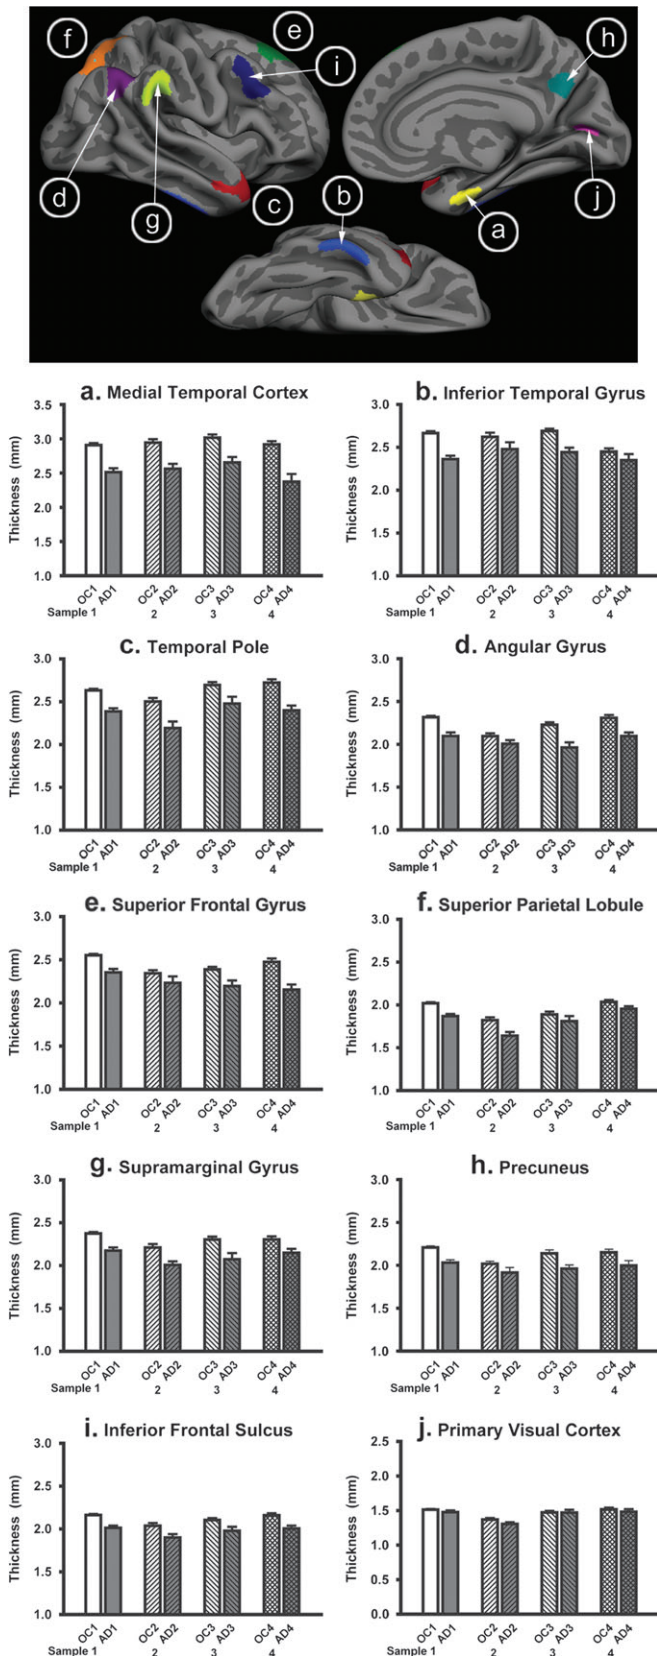 f
e
i
h
d
g
c
b
a
j
a. Medial Temporal Cortex
b. Inferior Temporal Gyrus
3.5
3.0
2.5
2.0
1.5
1.0
Thickness (mm)
OC1 AD1 OC2 AD2 OC3 AD3 OC4 AD4
Sample 1 2 3 4
3.0
2.5
2.0
1.5
1.0
Thickness (mm)
OC1 AD1 OC2 AD2 OC3 AD3 OC4 AD4
Sample 1 2 3 4
c. Temporal Pole
d. Angular Gyrus
3.0
2.5
2.0
1.5
1.0
Thickness (mm)
OC1 AD1 OC2 AD2 OC3 AD3 OC4 AD4
Sample 1 2 3 4
3.0
2.5
2.0
1.5
1.0
Thickness (mm)
OC1 AD1 OC2 AD2 OC3 AD3 OC4 AD4
Sample 1 2 3 4
e. Superior Frontal Gyrus
f. Superior Parietal Lobule
3.0
2.5
2.0
1.5
1.0
Thickness (mm)
OC1 AD1 OC2 AD2 OC3 AD3 OC4 AD4
Sample 1 2 3 4
3.0
2.5
2.0
1.5
1.0
Thickness (mm)
OC1 AD1 OC2 AD2 OC3 AD3 OC4 AD4
Sample 1 2 3 4
g. Supramarginal Gyrus
h. Precuneus
3.0
2.5
2.0
1.5
1.0
Thickness (mm)
OC1 AD1 OC2 AD2 OC3 AD3 OC4 AD4
Sample 1 2 3 4
3.0
2.5
2.0
1.5
1.0
Thickness (mm)
OC1 AD1 OC2 AD2 OC3 AD3 OC4 AD4
Sample 1 2 3 4
i. Inferior Frontal Sulcus
j. Primary Visual Cortex
3.0
2.5
2.0
1.5
1.0
Thickness (mm)
OC1 AD1 OC2 AD2 OC3 AD3 OC4 AD4
Sample 1 2 3 4
2.5
2.0
1.5
1.0
0.5
0.0
Thickness (mm)
OC1 AD1 OC2 AD2 OC3 AD3 OC4 AD4
Sample 1 2 3 4